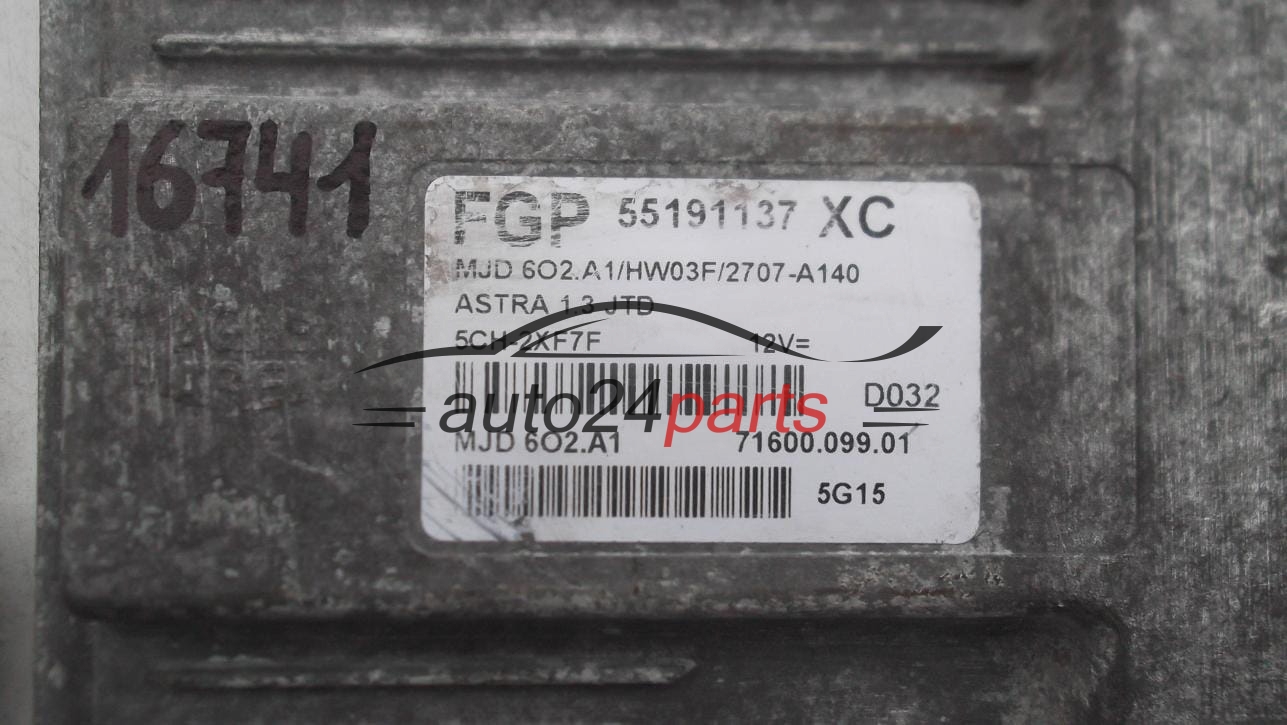 16741
FGP 55191137 XC
MJD 6O2.A1/HW03F/2707-A140
ASTRA 1.3 JTD
5CH-2XF7F 12V=
D032
auto24parts
MJD 6O2.A1 71600.099.01
5G15